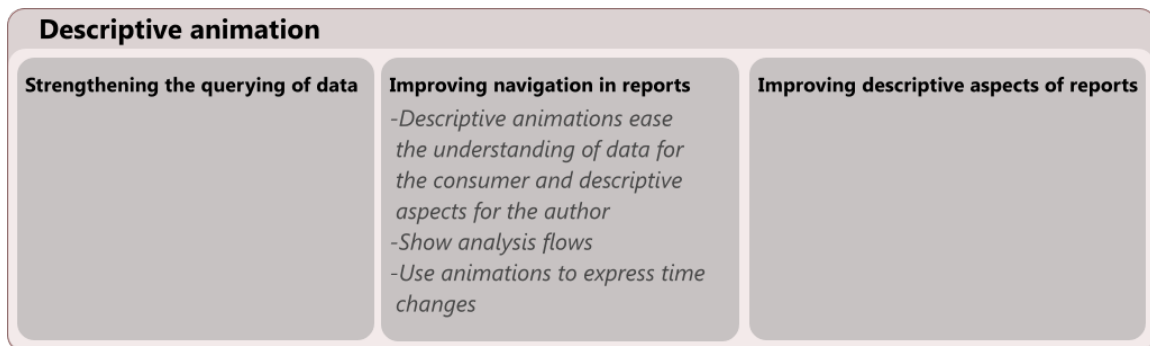 Descriptive animation
Strengthening the querying of data
Improving navigation in reports
-Descriptive animations ease
the understanding of data for
the consumer and descriptive
aspects for the author
-Show analysis flows
-Use animations to express time
changes
Improving descriptive aspects of reports